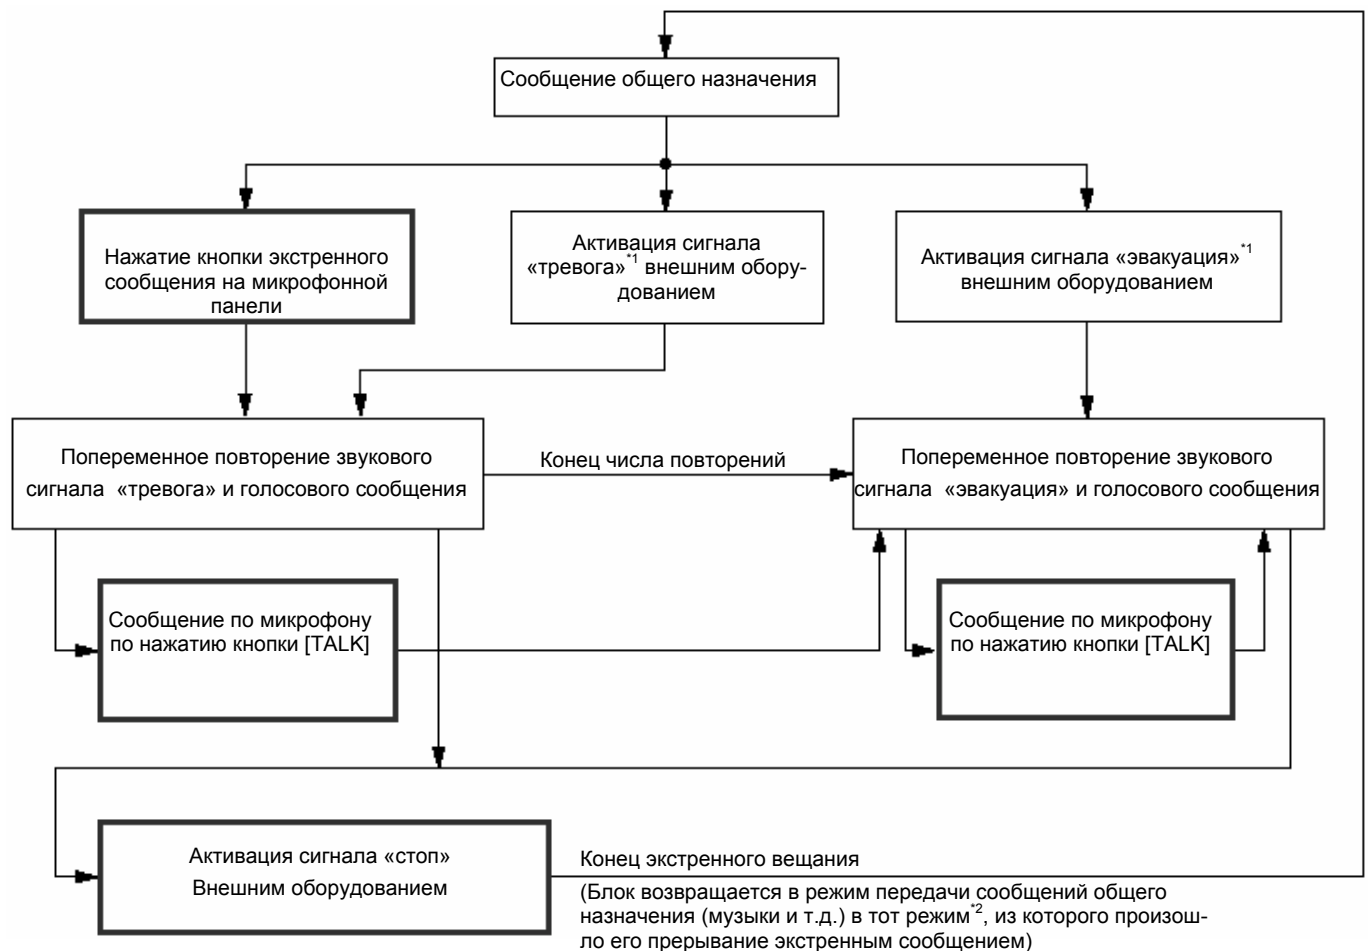 Сообщение общего назначения
Нажатие кнопки экстренного
сообщения на микрофонной
панели
Активация сигнала
«тревога»*1 внешним обору-
дованием
Активация сигнала «эвакуация»*1
внешним оборудованием
Попеременное повторение звукового
сигнала «тревога» и голосового сообщения
Конец числа повторений
Попеременное повторение звукового
сигнала «эвакуация» и голосового сообщения
Сообщение по микрофону
по нажатию кнопки [TALK]
Сообщение по микрофону
по нажатию кнопки [TALK]
Активация сигнала «стоп»
Внешним оборудованием
Конец экстренного вещания
(Блок возвращается в режим передачи сообщений общего
назначения (музыки и т.д.) в тот режим*2, из которого произош-
ло его прерывание экстренным сообщением)